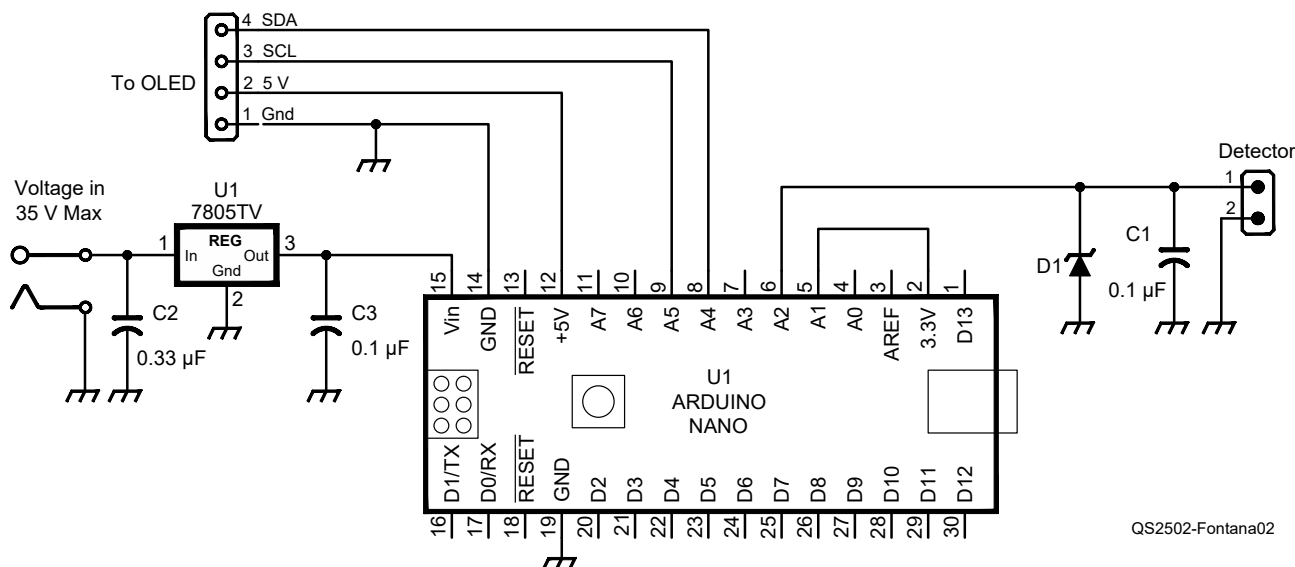 4 SDA
3 SCL
2 5 V
1 Gnd
To OLED
Voltage in
35 V Max
U1
7805TV
REG
1 In
Out 3
Gnd
2
C2
0.33 µF
C3
0.1 µF
Detector
1
2
D1
C1
0.1 µF
15 14 13 12 11 10 9 8 7 6 5 4 3 2 1
Vin GND RESET +5V A7 A6 A5 A4 A3 A2 A1 A0 AREF 3.3V D13
U1
ARDUINO
NANO
D1/TX D0/RX RESET GND D2 D3 D4 D5 D6 D7 D8 D9 D10 D11 D12
16 17 18 19 20 21 22 23 24 25 26 27 28 29 30
QS2502-Fontana02